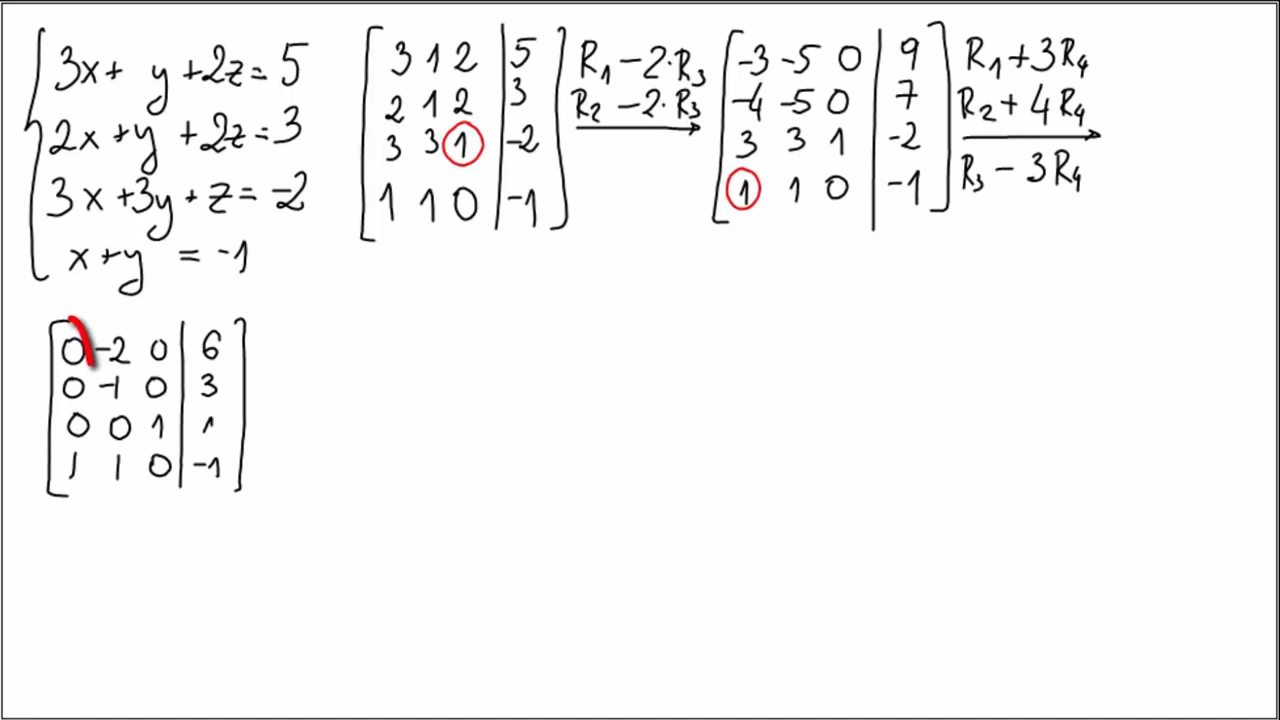 3x + y + 2z = 5
2x + y + 2z = 3
3x + 3y + z = -2
x + y = -1
3 1 2 | 5
2 1 2 | 3
3 3 1 | -2
1 1 0 | -1
R1 - 2·R3
R2 - 2·R3
-3 -5 0 | 9
-4 -5 0 | 7
3 3 1 | -2
1 1 0 | -1
R1 + 3R4
R2 + 4R4
R3 - 3R4
0 -2 0 | 6
0 -1 0 | 3
0 0 1 | 1
1 1 0 | -1